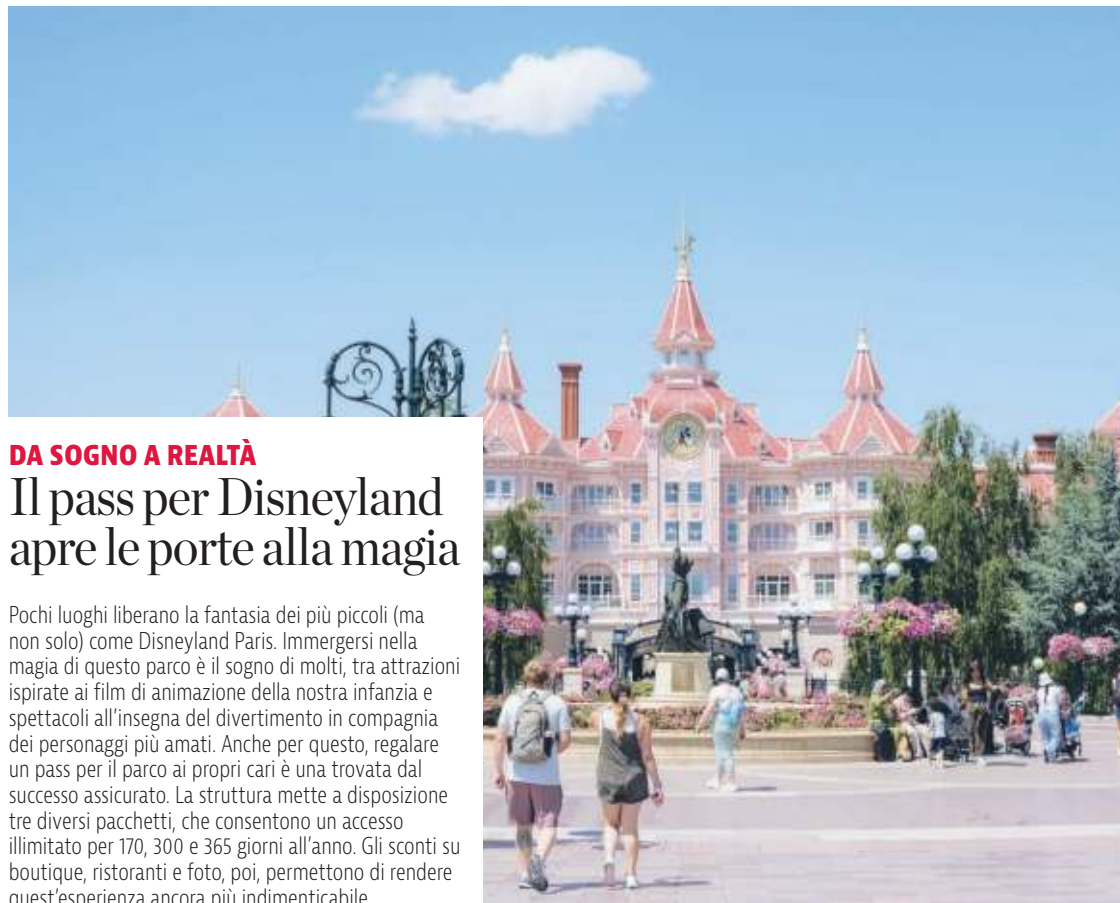 DA SOGNO A REALTÀ
Il pass per Disneyland
apre le porte alla magia
Pochi luoghi liberano la fantasia dei più piccoli (ma
non solo) come Disneyland Paris. Immergersi nella
magia di questo parco è il sogno di molti, tra attrazioni
ispirate ai film di animazione della nostra infanzia e
spettacoli all'insegna del divertimento in compagnia
dei personaggi più amati. Anche per questo, regalare
un pass per il parco ai propri cari è una trovata dal
successo assicurato. La struttura mette a disposizione
tre diversi pacchetti, che consentono un accesso
illimitato per 170, 300 e 365 giorni all'anno. Gli sconti su
boutique, ristoranti e foto, poi, permettono di rendere
quest'esperienza ancora più indimenticabile